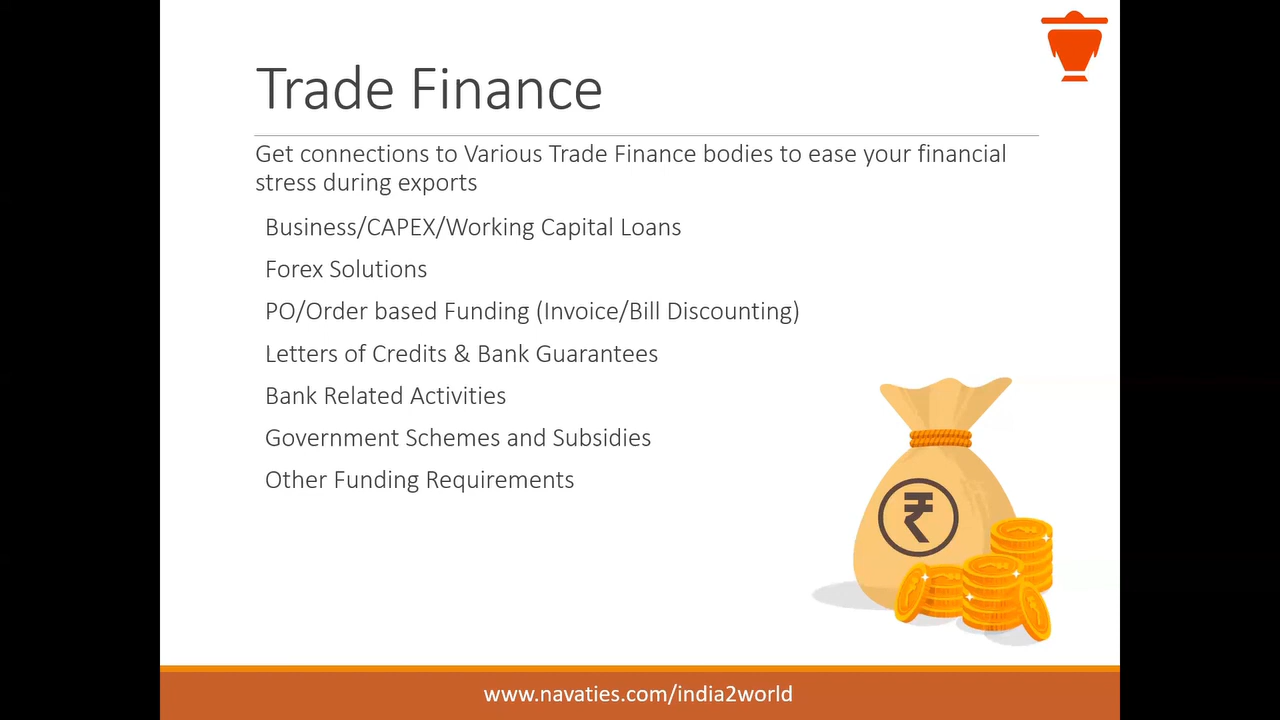 Trade Finance
Get connections to Various Trade Finance bodies to ease your financial
stress during exports
Business/CAPEX/Working Capital Loans
Forex Solutions
PO/Order based Funding (Invoice/Bill Discounting)
Letters of Credits & Bank Guarantees
Bank Related Activities
Government Schemes and Subsidies
Other Funding Requirements
₹
www.navaties.com/india2world